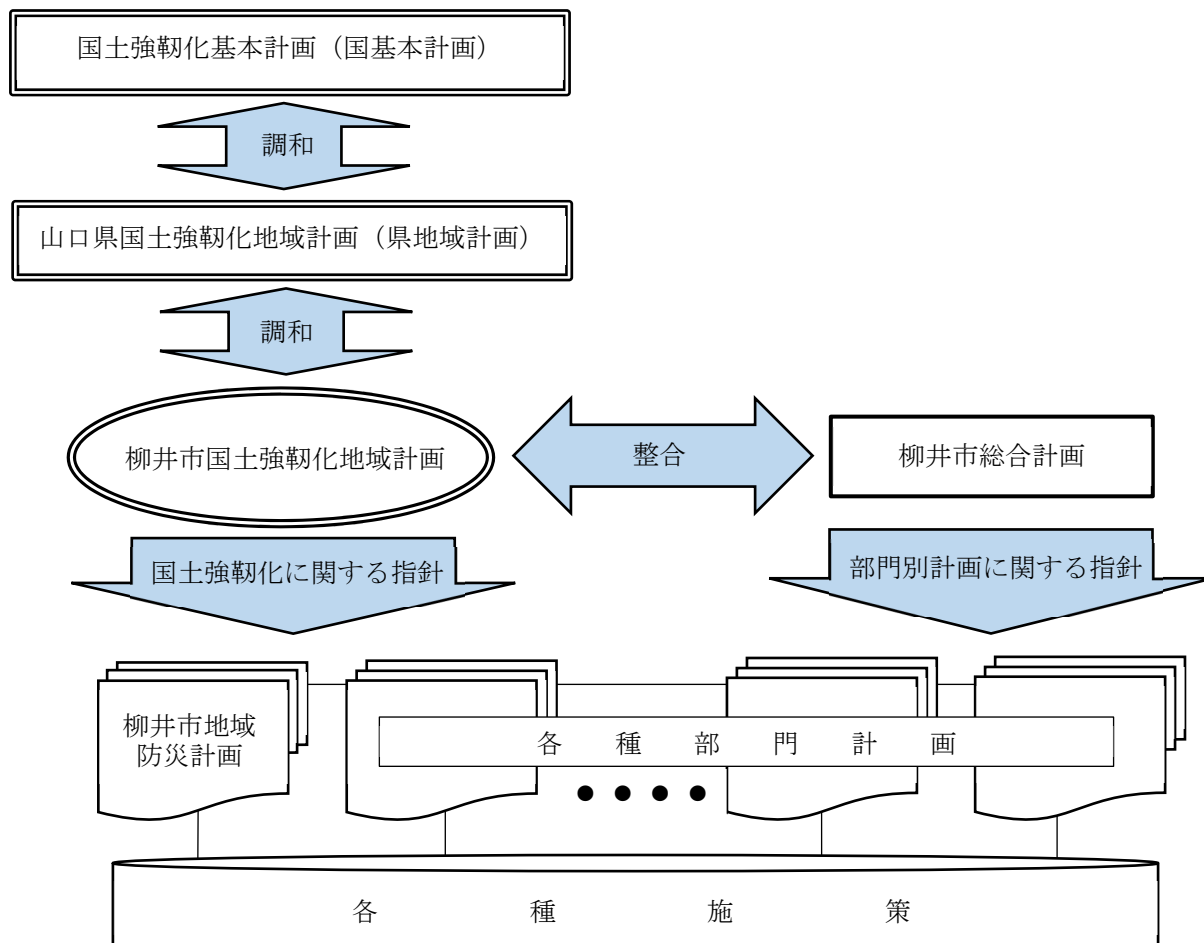 国土強靱化基本計画（国基本計画）
調和
山口県国土強靱化地域計画（県地域計画）
調和
柳井市国土強靱化地域計画
整合
柳井市総合計画
国土強靱化に関する指針
部門別計画に関する指針
柳井市地域
防災計画
各種部門計画
各種施策